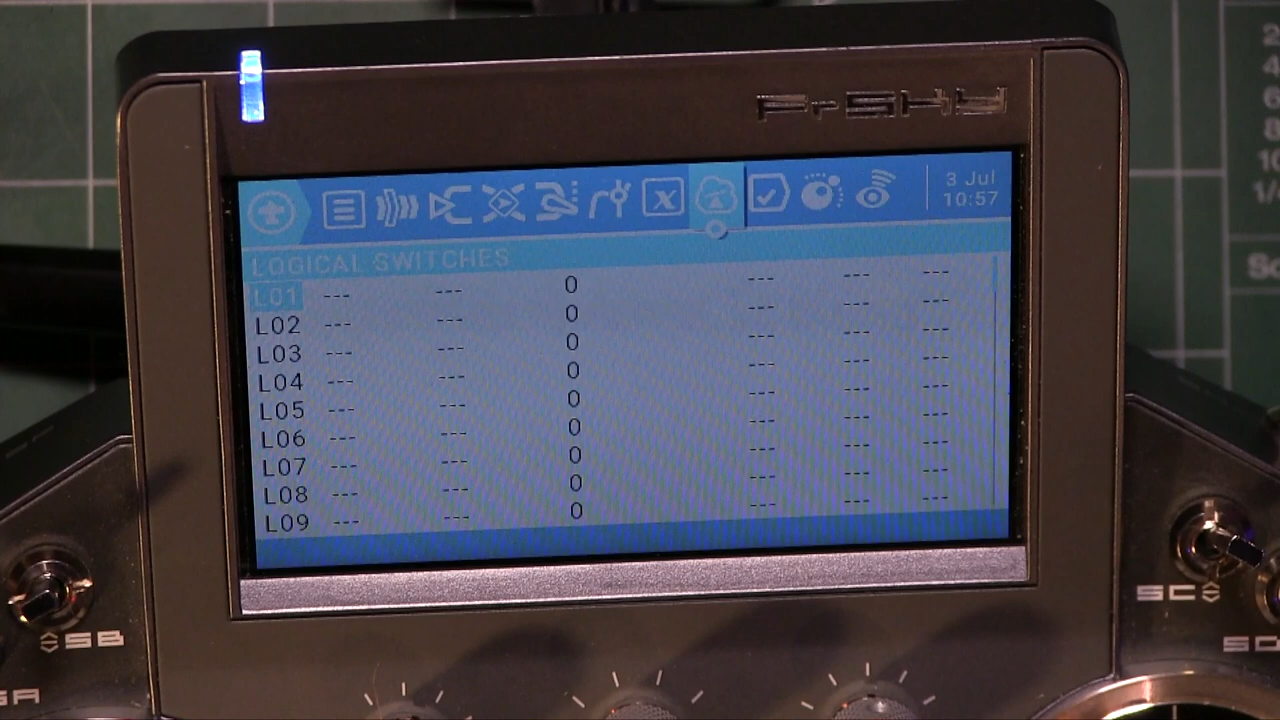 FrSKY
3 Jul
10:57
LOGICAL SWITCHES
L01 --- --- 0 --- --- ---
L02 --- --- 0 --- --- ---
L03 --- --- 0 --- --- ---
L04 --- --- 0 --- --- ---
L05 --- --- 0 --- --- ---
L06 --- --- 0 --- --- ---
L07 --- --- 0 --- --- ---
L08 --- --- 0 --- --- ---
L09 --- --- 0 --- --- ---
SB
SC
SA